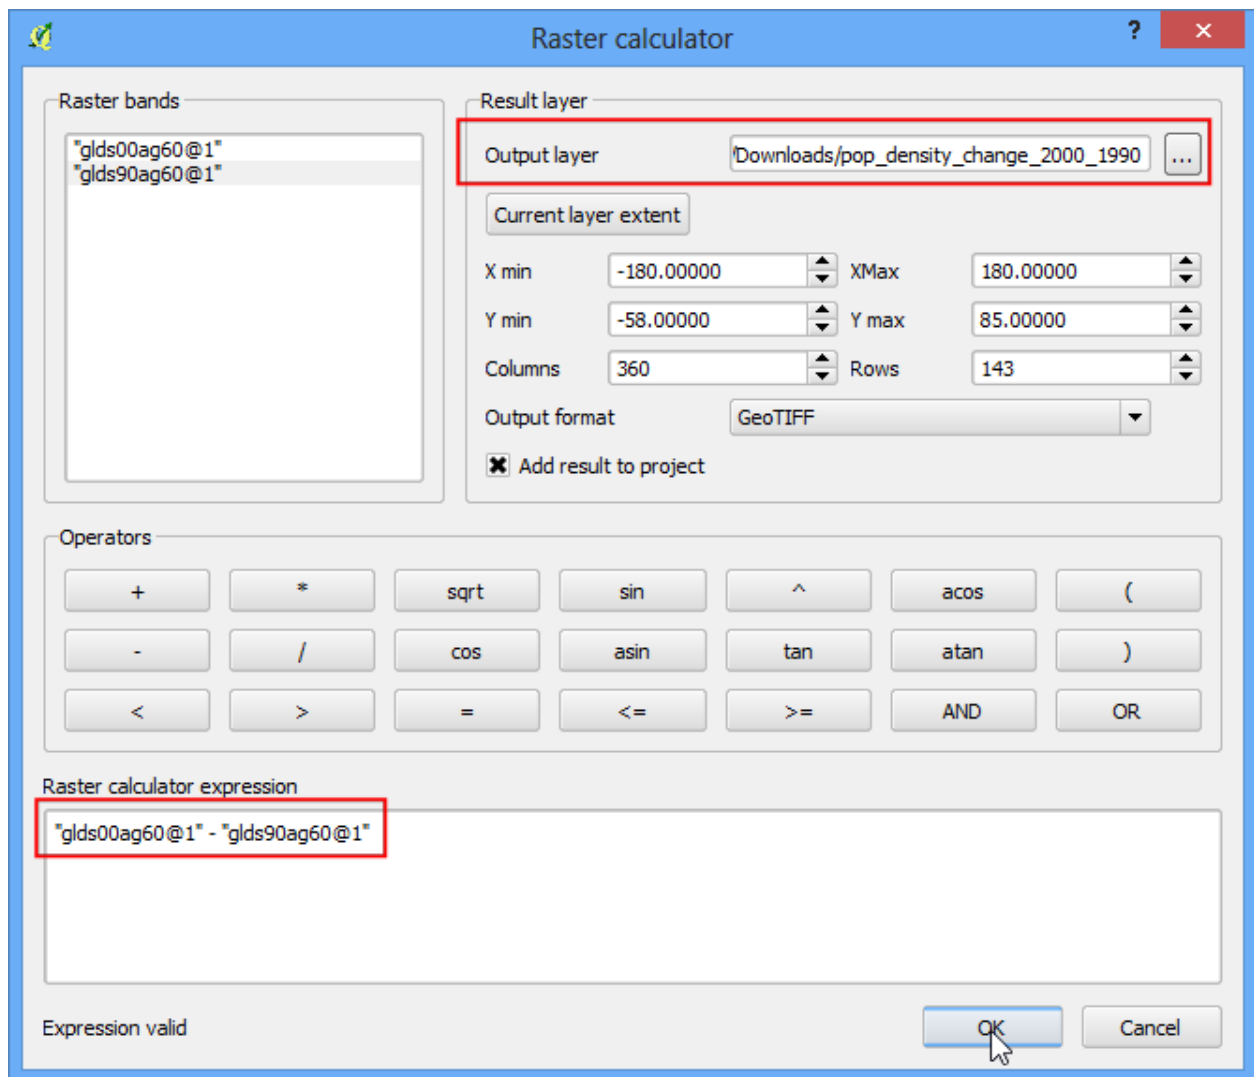 Raster calculator
?
×
Raster bands
"glds00ag60@1"
"glds90ag60@1"
Result layer
Output layer /Downloads/pop_density_change_2000_1990 ...
Current layer extent
X min -180.00000 XMax 180.00000
Y min -58.00000 Y max 85.00000
Columns 360 Rows 143
Output format GeoTIFF
Add result to project
Operators
+ * sqrt sin ^ acos (
- / cos asin tan atan )
< > = <= >= AND OR
Raster calculator expression
"glds00ag60@1" - "glds90ag60@1"
Expression valid
OK Cancel